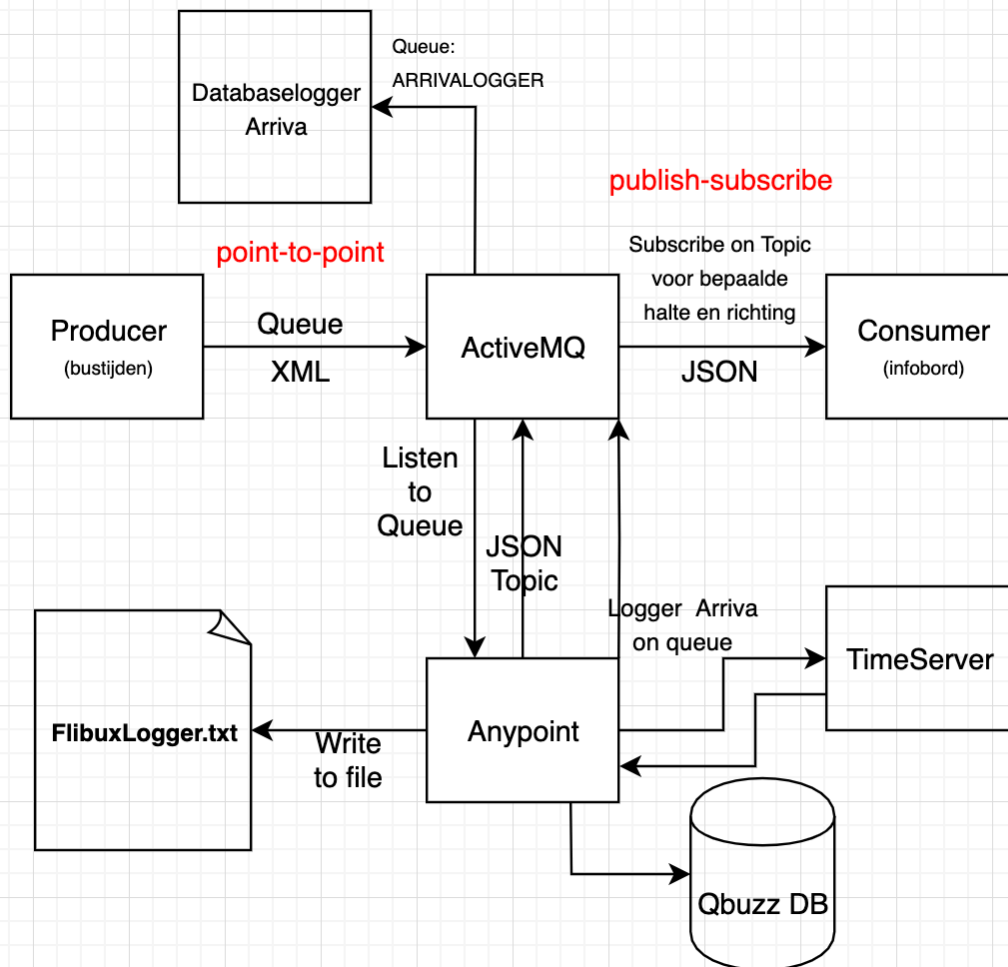 Queue:
ARRIVALOGGER
Databaselogger
Arriva
publish-subscribe
point-to-point
Subscribe on Topic
voor bepaalde
halte en richting
Producer
(bustijden)
Queue
XML
ActiveMQ
JSON
Consumer
(infobord)
Listen
to
Queue
JSON
Topic
Logger Arriva
on queue
TimeServer
FlibuxLogger.txt
Write
to file
Anypoint
Qbuzz DB